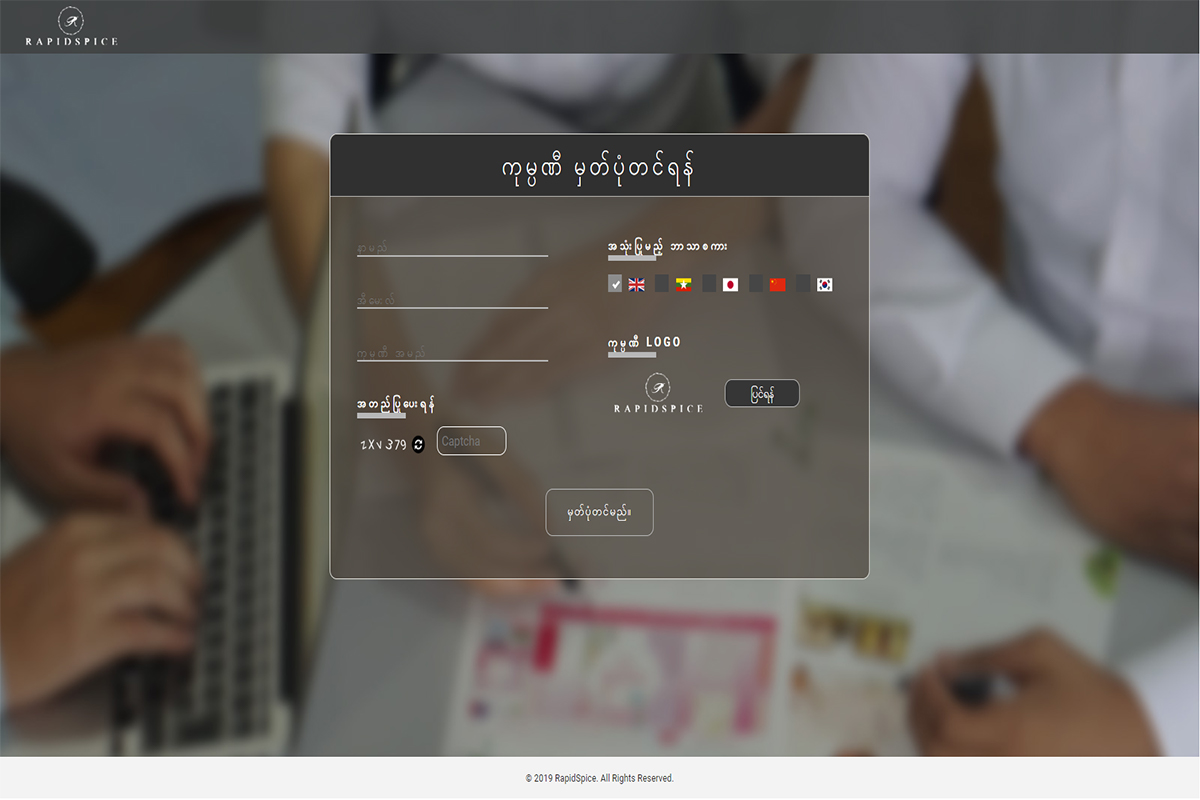 RAPIDSPICE
ကုမ္ပဏီ မှတ်ပုံတင်ရန်
နာမည်
အီးမေးလ်
ကုမ္ပဏီ အမည်
အတည်ပြုပေးရန်
zXv379
Captcha
အသုံးပြုမည့် ဘာသာစကား
ကုမ္ပဏီ LOGO
RAPIDSPICE
ပြင်ရန်
မှတ်ပုံတင်မည်။
© 2019 RapidSpice. All Rights Reserved.